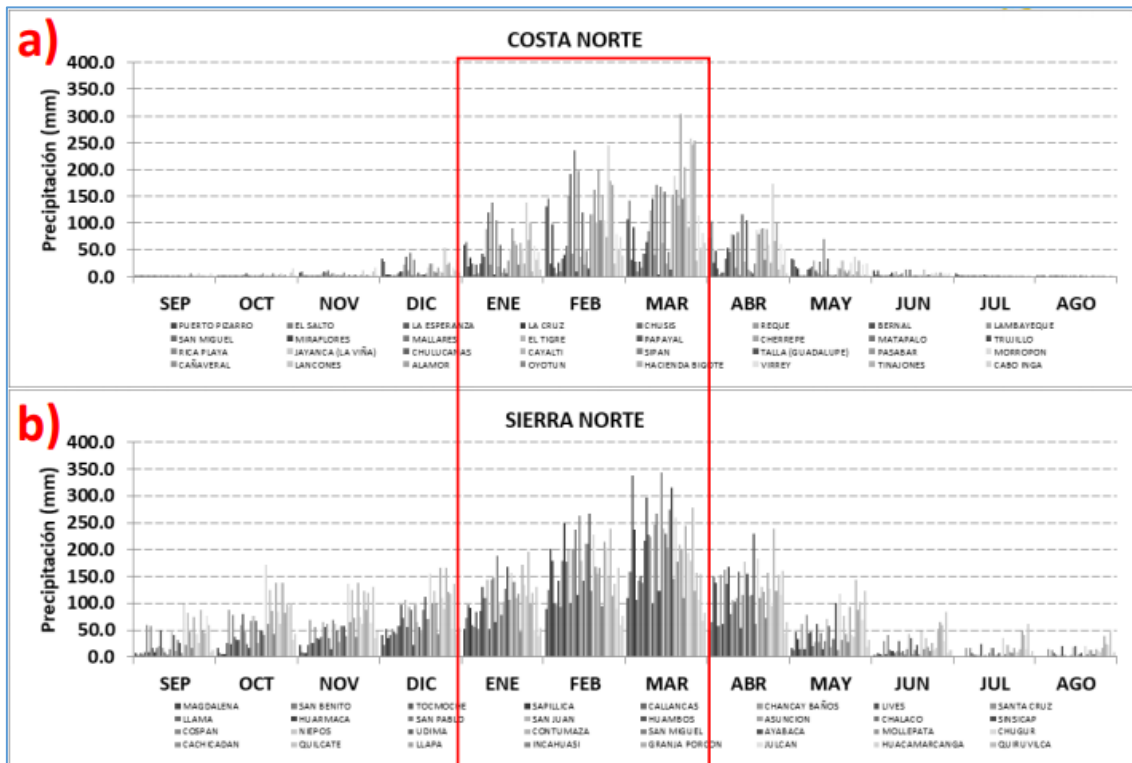 a)
COSTA NORTE
Precipitación (mm)
400.0
350.0
300.0
250.0
200.0
150.0
100.0
50.0
0.0
SEP OCT NOV DIC ENE FEB MAR ABR MAY JUN JUL AGO
PUERTO PIZARRO EL SALTO LA ESPERANZA LA CRUZ CHUSIS REQUE BERNAL LAMBAYEQUE
SAN MIGUEL MIRAFLORES MALLARES EL TIGRE PAPAYAL CHERREPE MATAPALO TRUJILLO
RICA PLAYA JAYANCA (LA VIÑA) CHULUCANAS CAYALTI SIPAN TALLA (GUADALUPE) PASABAR MORROPON
CAÑAVERAL LANCONES ALAMOR OYOTUN HACIENDA BIGOTE VIRREY TINAJONES CABO INGA
b)
SIERRA NORTE
Precipitación (mm)
400.0
350.0
300.0
250.0
200.0
150.0
100.0
50.0
0.0
SEP OCT NOV DIC ENE FEB MAR ABR MAY JUN JUL AGO
MAGDALENA SAN BENITO TOCMOCHE SAPILLICA CALLANCAS CHANCAY BAÑOS LIVES SANTA CRUZ
LLAMA HUARMACA SAN PABLO SAN JUAN HUAMBOS ASUNCION CHALACO SINSICAP
COSPAN NIEPOS UDIMA CONTUMAZA SAN MIGUEL AYABACA MOLLEPATA CHUGUR
CACHICADAN QUILCATE LLAPA INCAHUASI GRANJA PORCON JULCAN HUACAMARCANGA QUIRUVILCA